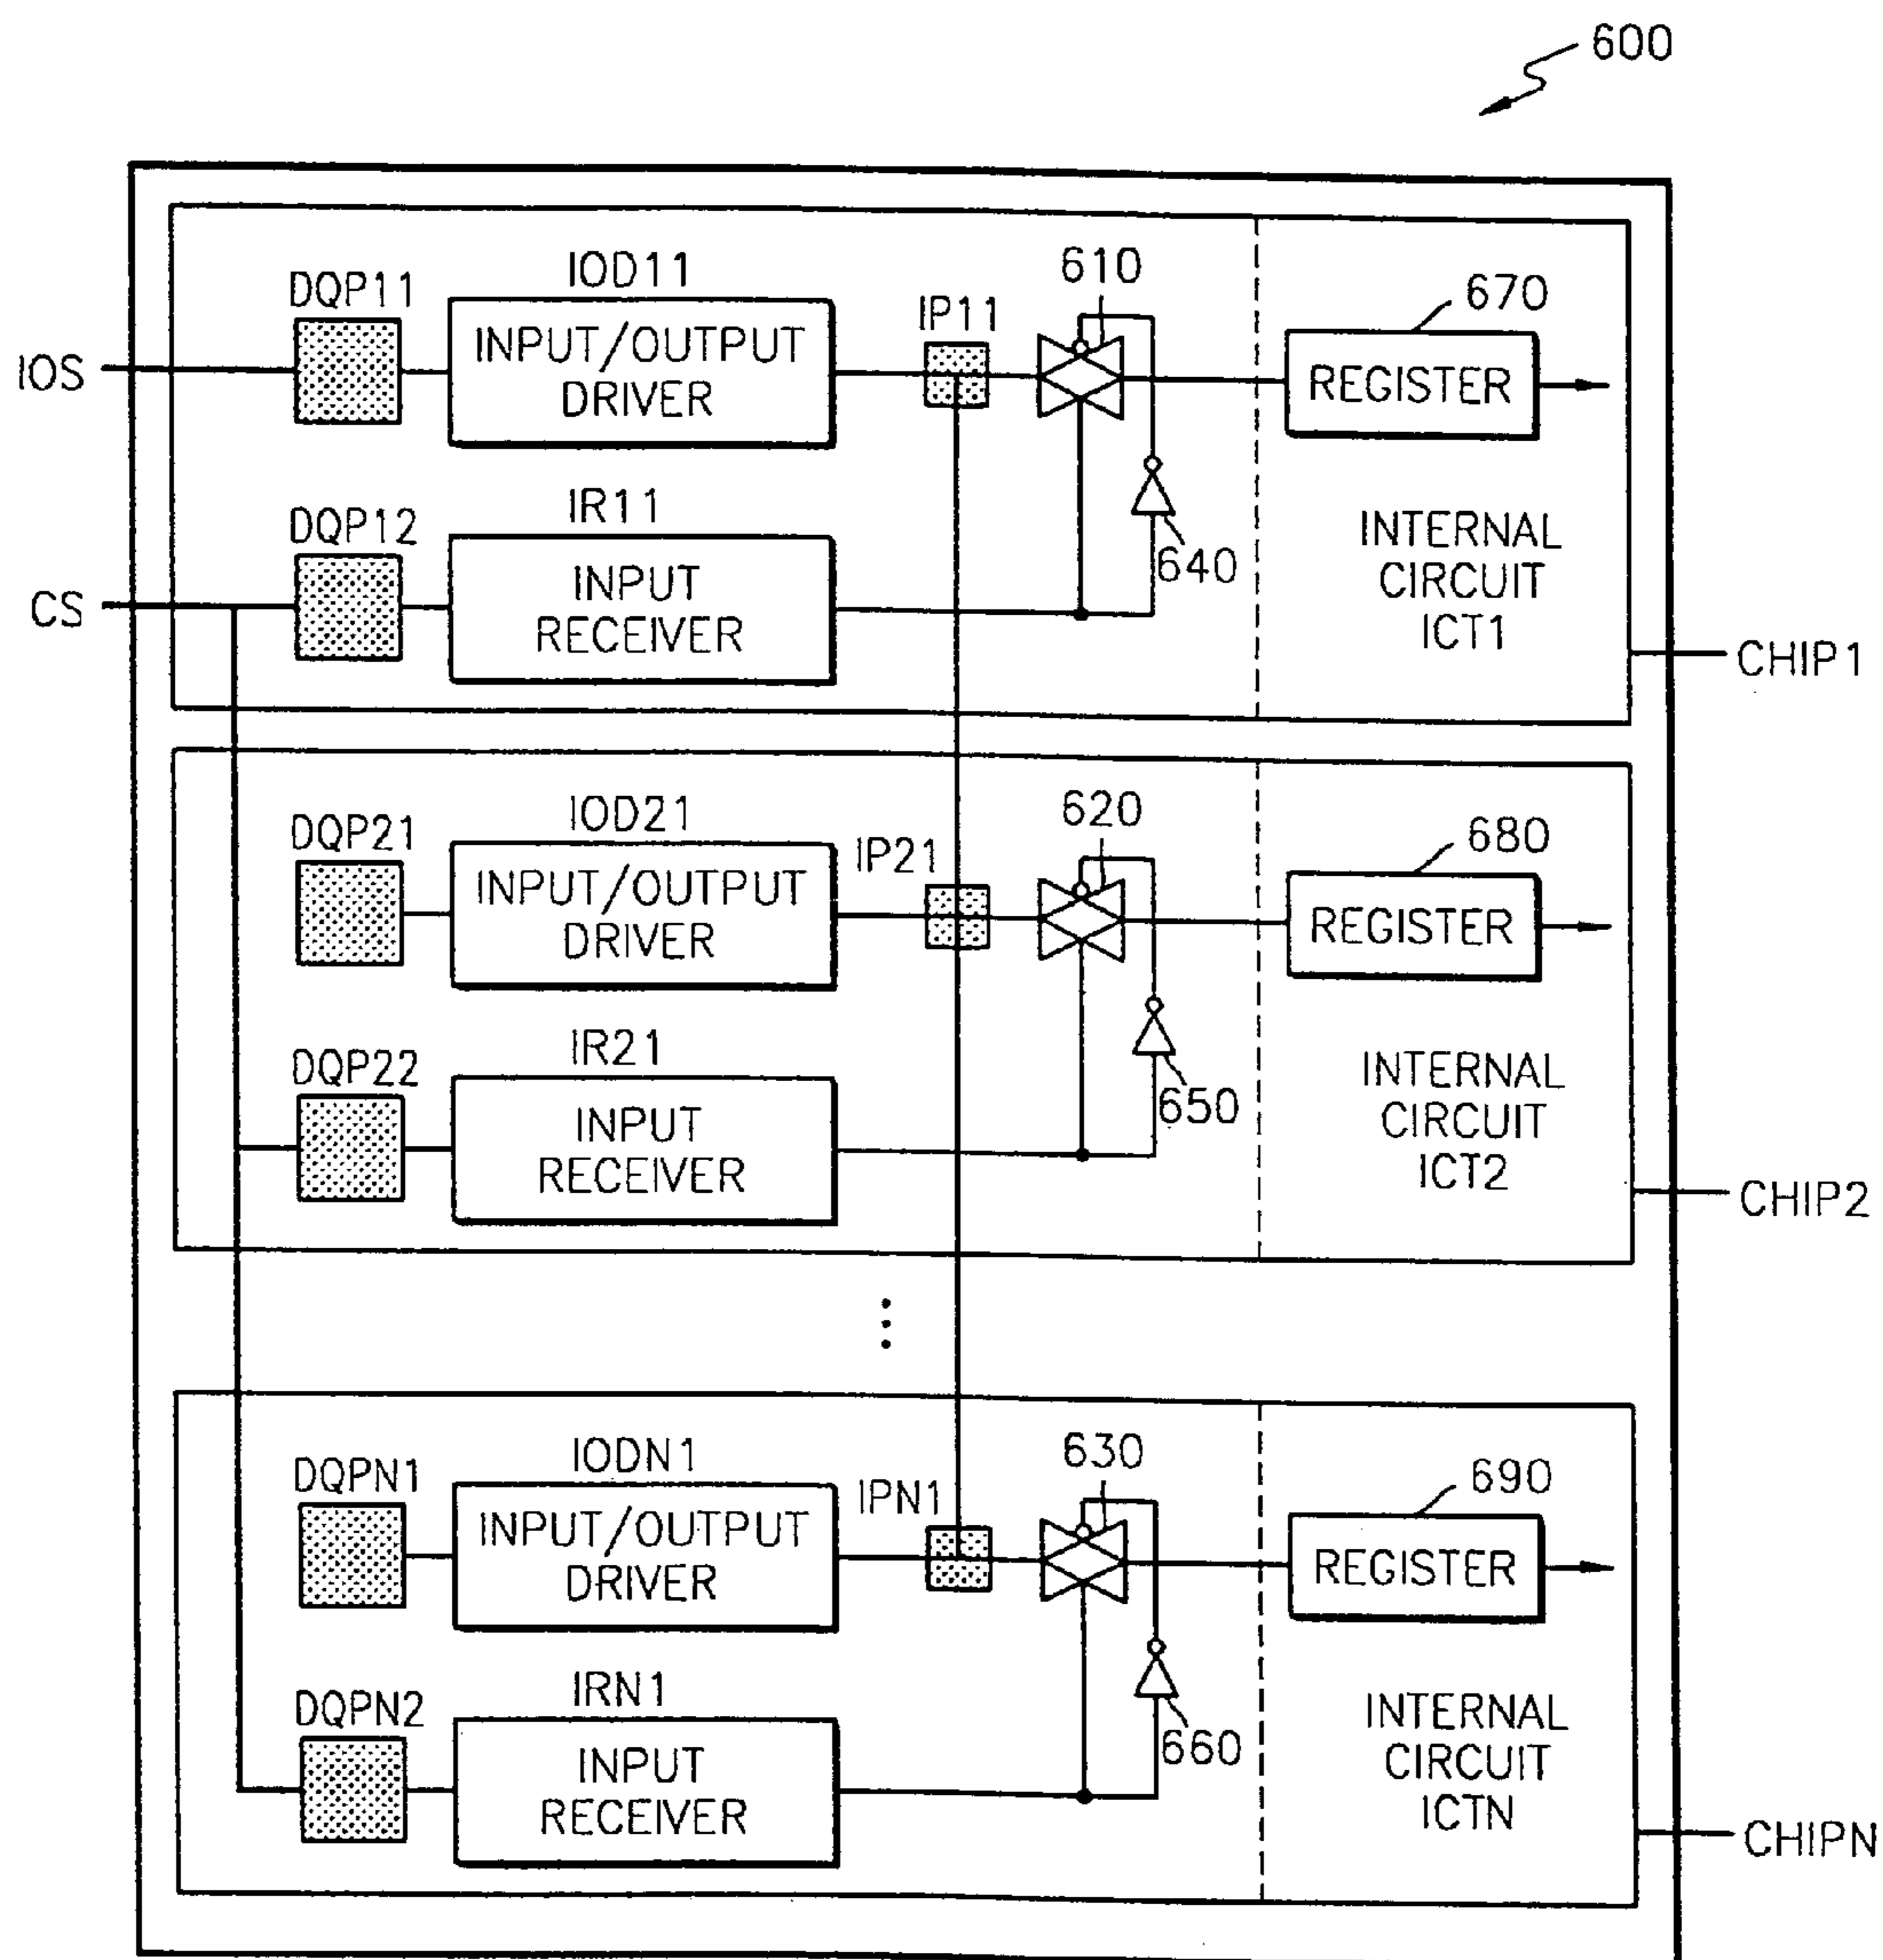 600
IOD11
610
DQP11
INPUT/OUTPUT
DRIVER
IP11
670
IOS
REGISTER
IR11
DQP12
INPUT
RECEIVER
640
INTERNAL
CIRCUIT
ICT1
CS
CHIP1
IOD21
620
DQP21
INPUT/OUTPUT
DRIVER
IP21
680
REGISTER
IR21
DQP22
INPUT
RECEIVER
650
INTERNAL
CIRCUIT
ICT2
CHIP2
IODN1
630
DQPN1
INPUT/OUTPUT
DRIVER
IPN1
690
REGISTER
IRN1
DQPN2
INPUT
RECEIVER
660
INTERNAL
CIRCUIT
ICTN
CHIPN